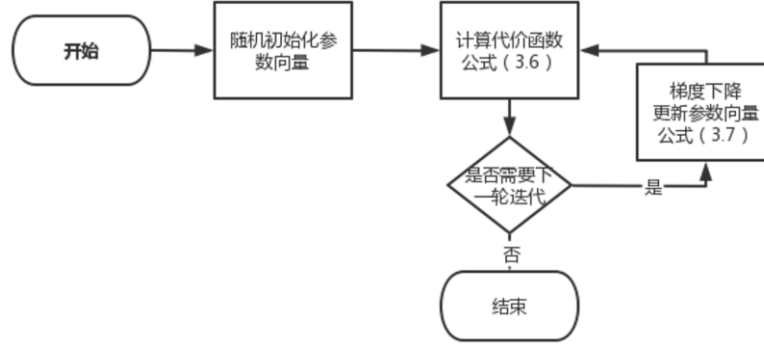 开始
随机初始化参
数向量
计算代价函数
公式（3.6）
梯度下降
更新参数向量
公式（3.7）
是否需要下
一轮迭代
是
否
结束